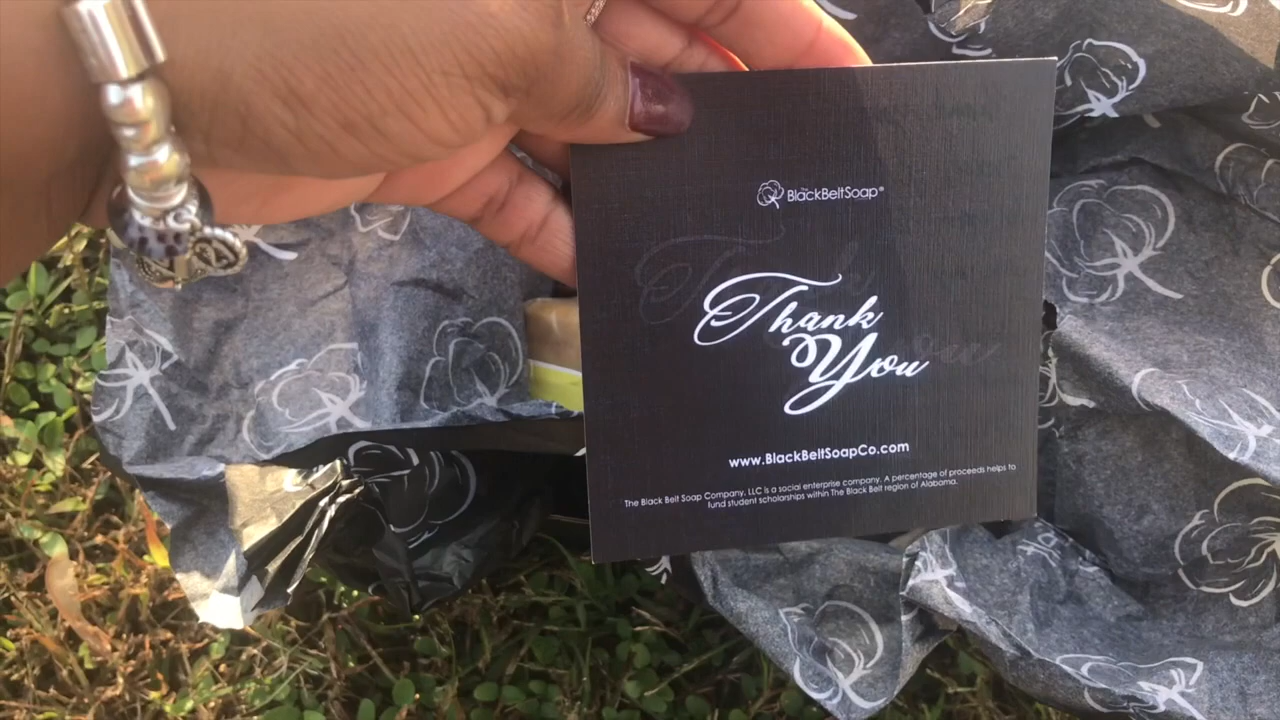 The BlackBeltSoap®
Thank
You
www.BlackBeltSoapCo.com
The Black Belt Soap Company, LLC is a social enterprise company. A percentage of proceeds helps to
fund student scholarships within The Black Belt region of Alabama.